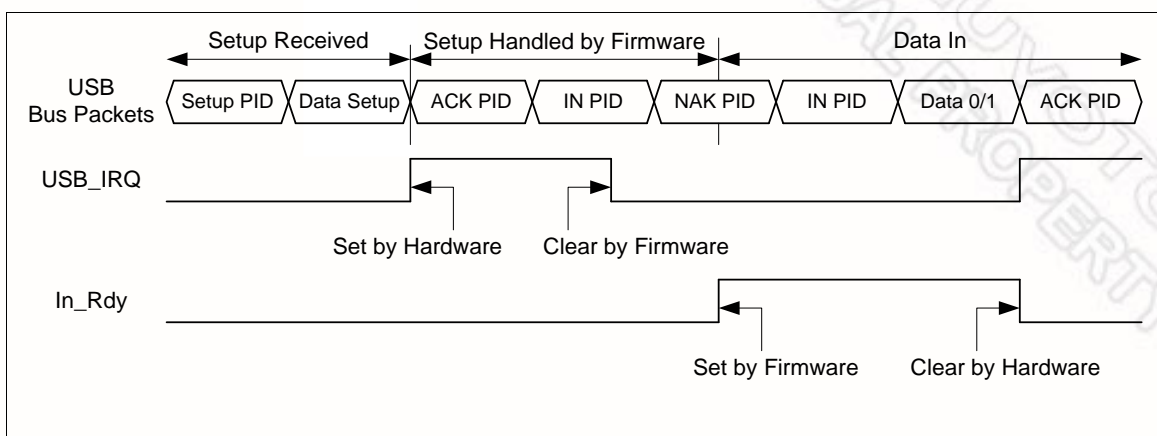 Setup Received Setup Handled by Firmware Data In
USB
Bus Packets
Setup PID Data Setup ACK PID IN PID NAK PID IN PID Data 0/1 ACK PID
USB_IRQ
Set by Hardware Clear by Firmware
In_Rdy
Set by Firmware Clear by Hardware